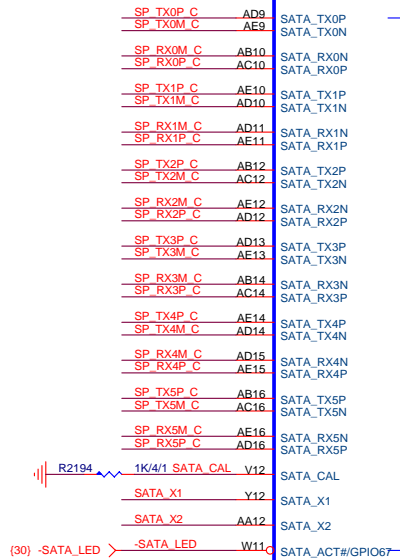 SP_TX0P_C AD9 SATA_TX0P
SP_TX0M_C AE9 SATA_TX0N
SP_RX0M_C AB10 SATA_RX0N
SP_RX0P_C AC10 SATA_RX0P
SP_TX1P_C AE10 SATA_TX1P
SP_TX1M_C AD10 SATA_TX1N
SP_RX1M_C AD11 SATA_RX1N
SP_RX1P_C AE11 SATA_RX1P
SP_TX2P_C AB12 SATA_TX2P
SP_TX2M_C AC12 SATA_TX2N
SP_RX2M_C AE12 SATA_RX2N
SP_RX2P_C AD12 SATA_RX2P
SP_TX3P_C AD13 SATA_TX3P
SP_TX3M_C AE13 SATA_TX3N
SP_RX3M_C AB14 SATA_RX3N
SP_RX3P_C AC14 SATA_RX3P
SP_TX4P_C AE14 SATA_TX4P
SP_TX4M_C AD14 SATA_TX4N
SP_RX4M_C AD15 SATA_RX4N
SP_RX4P_C AE15 SATA_RX4P
SP_TX5P_C AB16 SATA_TX5P
SP_TX5M_C AC16 SATA_TX5N
SP_RX5M_C AE16 SATA_RX5N
SP_RX5P_C AD16 SATA_RX5P
R2194 1K/4/1 SATA_CAL V12 SATA_CAL
SATA_X1 Y12 SATA_X1
SATA_X2 AA12 SATA_X2
{30} -SATA_LED -SATA_LED W11 SATA_ACT#/GPIO67